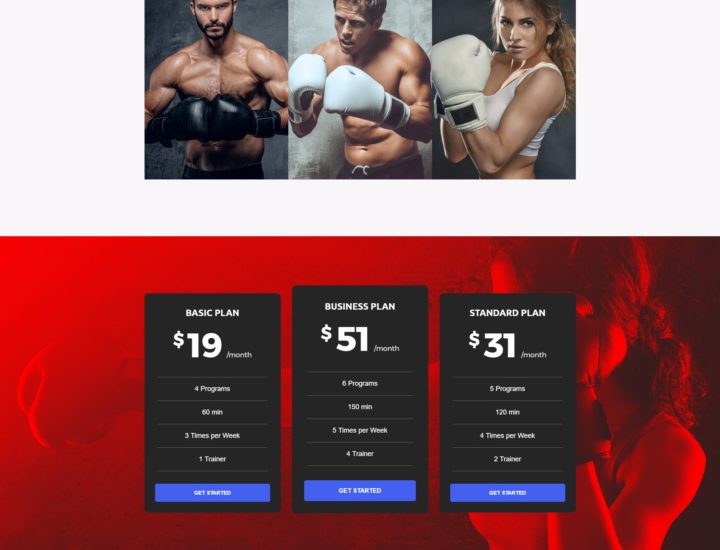 BASIC PLAN
$19 /month
4 Programs
60 min
3 Times per Week
1 Trainer
GET STARTED
BUSINESS PLAN
$51 /month
6 Programs
150 min
5 Times per Week
4 Trainer
GET STARTED
STANDARD PLAN
$31 /month
5 Programs
120 min
4 Times per Week
2 Trainer
GET STARTED